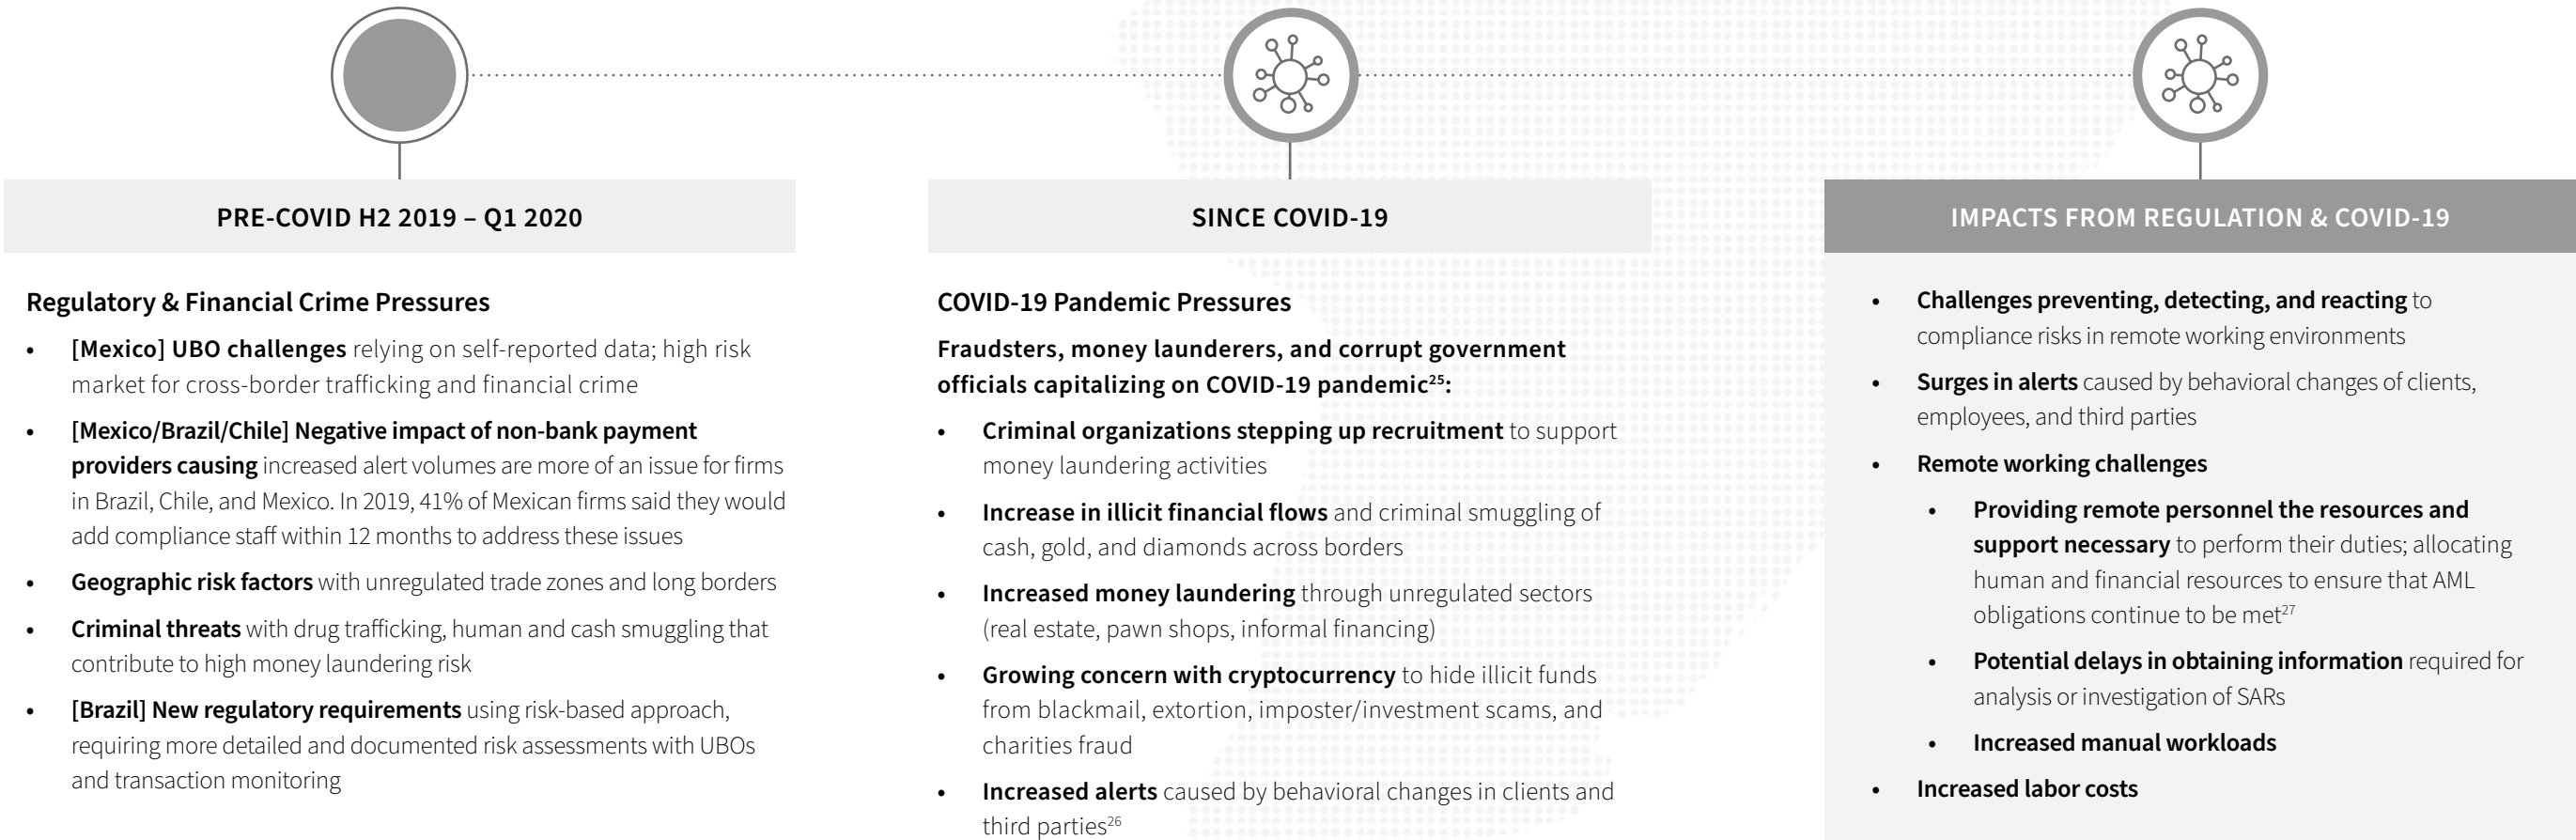 PRE-COVID H2 2019 – Q1 2020
Regulatory & Financial Crime Pressures
• [Mexico] UBO challenges relying on self-reported data; high risk
market for cross-border trafficking and financial crime
• [Mexico/Brazil/Chile] Negative impact of non-bank payment
providers causing increased alert volumes are more of an issue for firms
in Brazil, Chile, and Mexico. In 2019, 41% of Mexican firms said they would
add compliance staff within 12 months to address these issues
• Geographic risk factors with unregulated trade zones and long borders
• Criminal threats with drug trafficking, human and cash smuggling that
contribute to high money laundering risk
• [Brazil] New regulatory requirements using risk-based approach,
requiring more detailed and documented risk assessments with UBOs
and transaction monitoring
SINCE COVID-19
COVID-19 Pandemic Pressures
Fraudsters, money launderers, and corrupt government
officials capitalizing on COVID-19 pandemic25:
• Criminal organizations stepping up recruitment to support
money laundering activities
• Increase in illicit financial flows and criminal smuggling of
cash, gold, and diamonds across borders
• Increased money laundering through unregulated sectors
(real estate, pawn shops, informal financing)
• Growing concern with cryptocurrency to hide illicit funds
from blackmail, extortion, imposter/investment scams, and
charities fraud
• Increased alerts caused by behavioral changes in clients and
third parties26
IMPACTS FROM REGULATION & COVID-19
• Challenges preventing, detecting, and reacting to
compliance risks in remote working environments
• Surges in alerts caused by behavioral changes of clients,
employees, and third parties
• Remote working challenges
• Providing remote personnel the resources and
support necessary to perform their duties; allocating
human and financial resources to ensure that AML
obligations continue to be met27
• Potential delays in obtaining information required for
analysis or investigation of SARs
• Increased manual workloads
• Increased labor costs